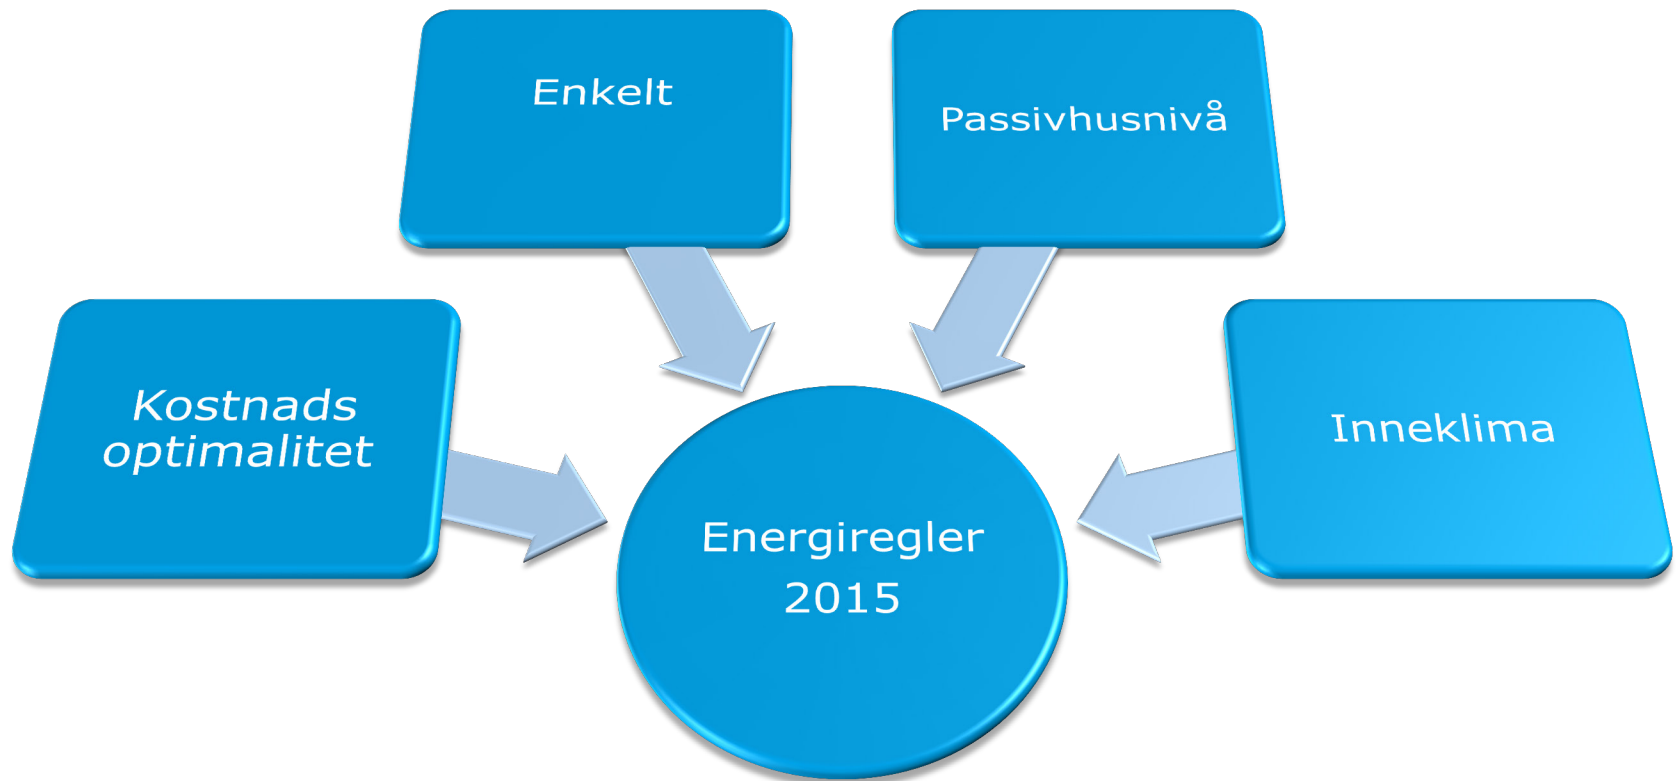 Enkelt
Passivhusnivå
Kostnads
optimalitet
Inneklima
Energiregler
2015